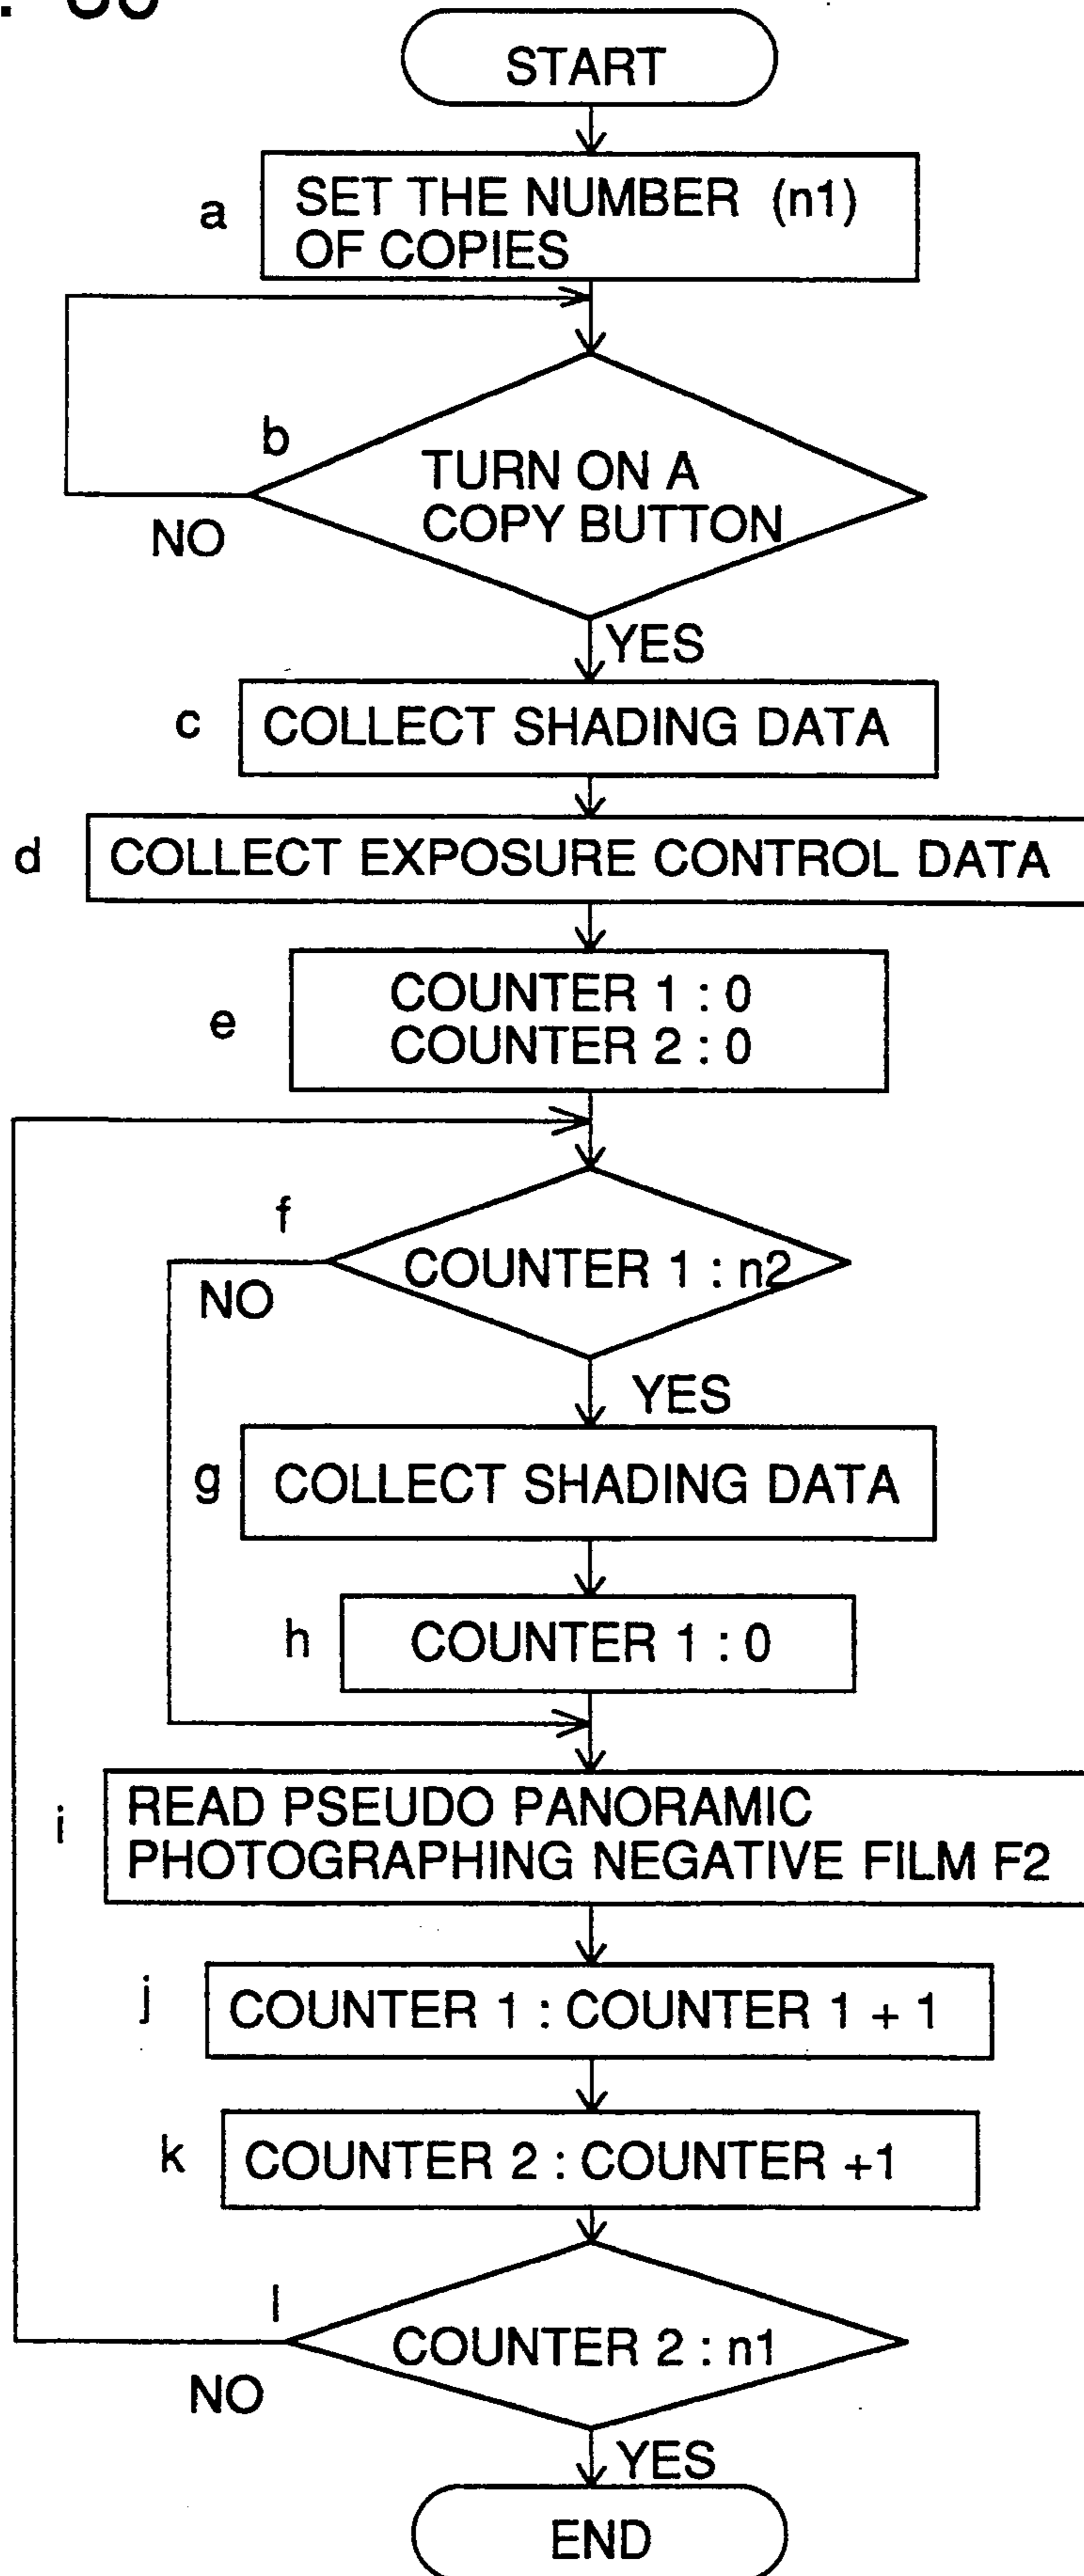 START
a
SET THE NUMBER (n1)
OF COPIES
b
TURN ON A
COPY BUTTON
NO
YES
c
COLLECT SHADING DATA
d
COLLECT EXPOSURE CONTROL DATA
e
COUNTER 1 : 0
COUNTER 2 : 0
f
COUNTER 1 : n2
NO
YES
g
COLLECT SHADING DATA
h
COUNTER 1 : 0
i
READ PSEUDO PANORAMIC
PHOTOGRAPHING NEGATIVE FILM F2
j
COUNTER 1 : COUNTER 1 + 1
k
COUNTER 2 : COUNTER +1
l
COUNTER 2 : n1
NO
YES
END